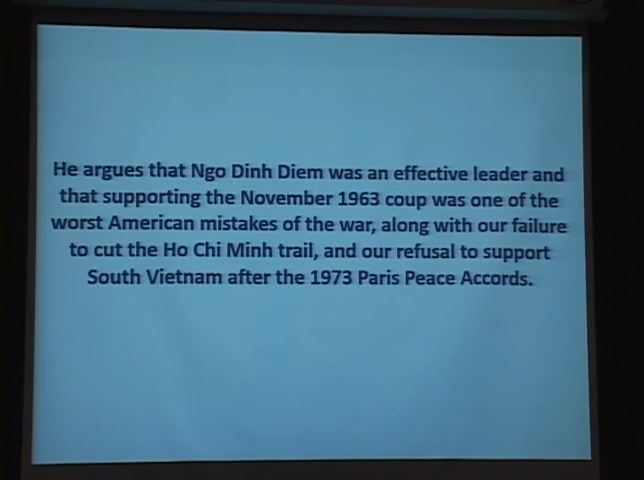 He argues that Ngo Dinh Diem was an effective leader and
that supporting the November 1963 coup was one of the
worst American mistakes of the war, along with our failure
to cut the Ho Chi Minh trail, and our refusal to support
South Vietnam after the 1973 Paris Peace Accords.